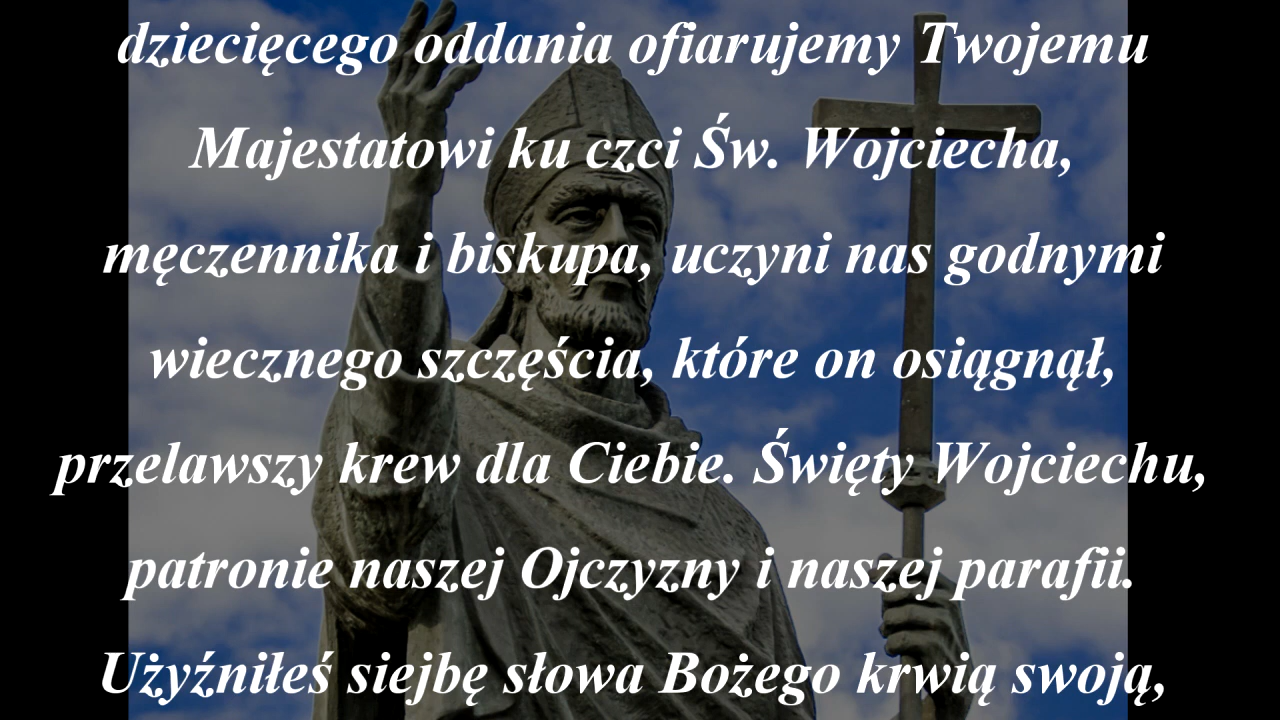 dziecięcego oddania ofiarujemy Twojemu
Majestatowi ku czci Św. Wojciecha,
męczennika i biskupa, uczyni nas godnymi
wiecznego szczęścia, które on osiągnął,
przelawszy krew dla Ciebie. Święty Wojciechu,
patronie naszej Ojczyzny i naszej parafii.
Użyźniłeś siejbę słowa Bożego krwią swoją,